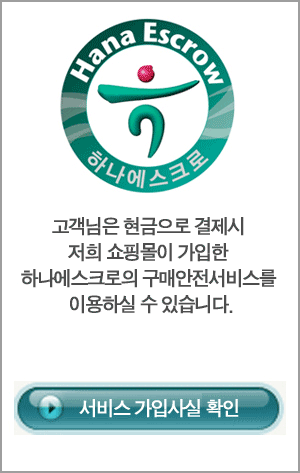 Hana Escrow
하나에스크로
고객님은 현금으로 결제시
저희 쇼핑몰이 가입한
하나에스크로의 구매안전서비스를
이용하실 수 있습니다.
서비스 가입사실 확인